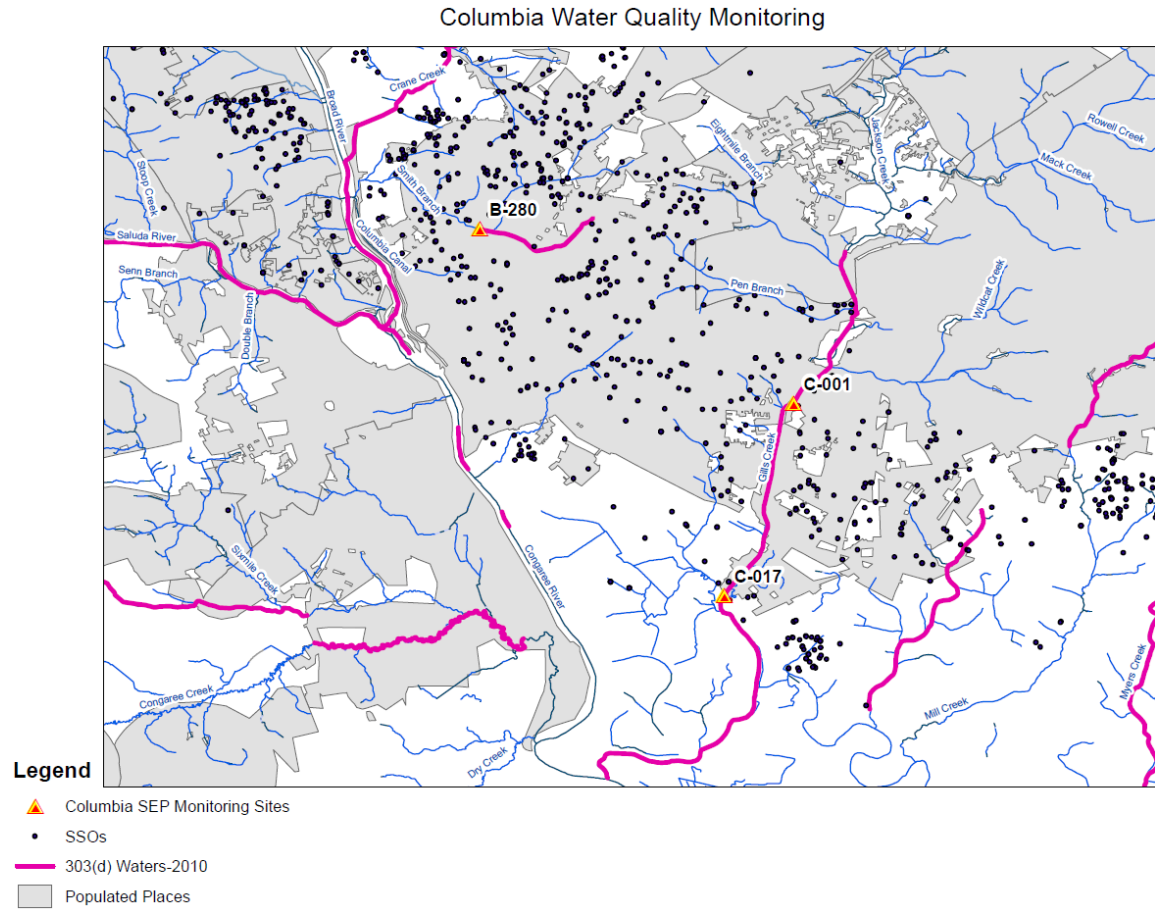 Columbia Water Quality Monitoring
Crane Creek
Broad River
Stoop Creek
Smith Branch
B-280
Eightmile Branch
Jackson Creek
Rowell Creek
Mack Creek
Saluda River
Senn Branch
Double Branch
Columbia Canal
Pen Branch
Wildcat Creek
C-001
Gills Creek
Sixmile Creek
Congaree River
C-017
Congaree Creek
Dry Creek
Mill Creek
Myers Creek
Legend
Columbia SEP Monitoring Sites
SSOs
303(d) Waters-2010
Populated Places